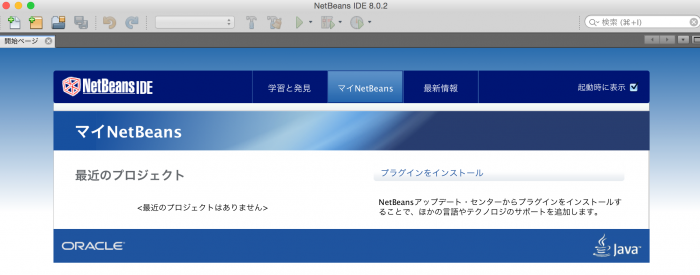 NetBeans IDE 8.0.2
検索 (⌘+I)
開始ページ
NetBeans IDE
学習と発見
マイNetBeans
最新情報
起動時に表示
マイNetBeans
最近のプロジェクト
<最近のプロジェクトはありません>
プラグインをインストール
NetBeansアップデート・センターからプラグインをインストールす
ることで、ほかの言語やテクノロジのサポートを追加します。
ORACLE
Java